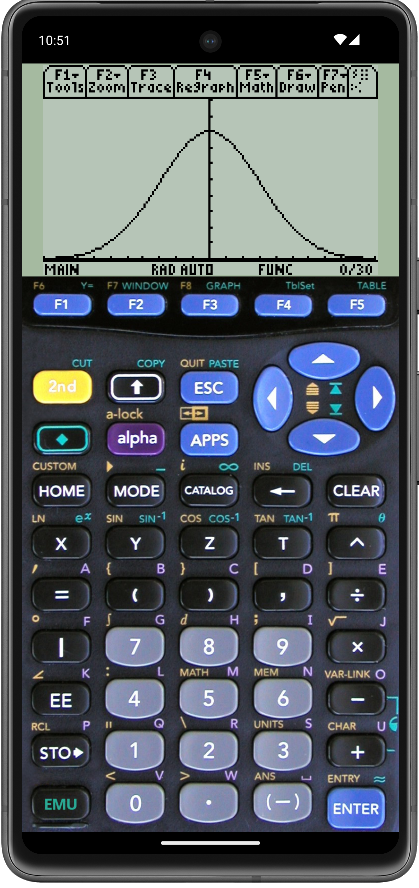 10:51
F1▾ F2▾ F3 F4 F5▾ F6▾ F7▾
Tools Zoom Trace ReGraph Math Draw Pen
MAIN RAD AUTO FUNC 0/30
F6 Y= F7 WINDOW F8 GRAPH TblSet TABLE
F1 F2 F3 F4 F5
CUT COPY QUIT PASTE
2nd ESC
a-lock
alpha APPS
CUSTOM i ∞ INS DEL
HOME MODE CATALOG ← CLEAR
LN eˣ SIN SIN⁻¹ COS COS⁻¹ TAN TAN⁻¹ π θ
X Y Z T ^
′ A { B } C [ D ] E
= ( ) , ÷
° F ∫ G d H ; I √ J
| 7 8 9 ×
∠ K : L MATH M MEM N VAR-LINK O
EE 4 5 6 −
RCL P " Q \ R UNITS S CHAR U
STO▸ 1 2 3 +
< V > W ANS ⎵ ENTRY ≈
EMU 0 . (−) ENTER